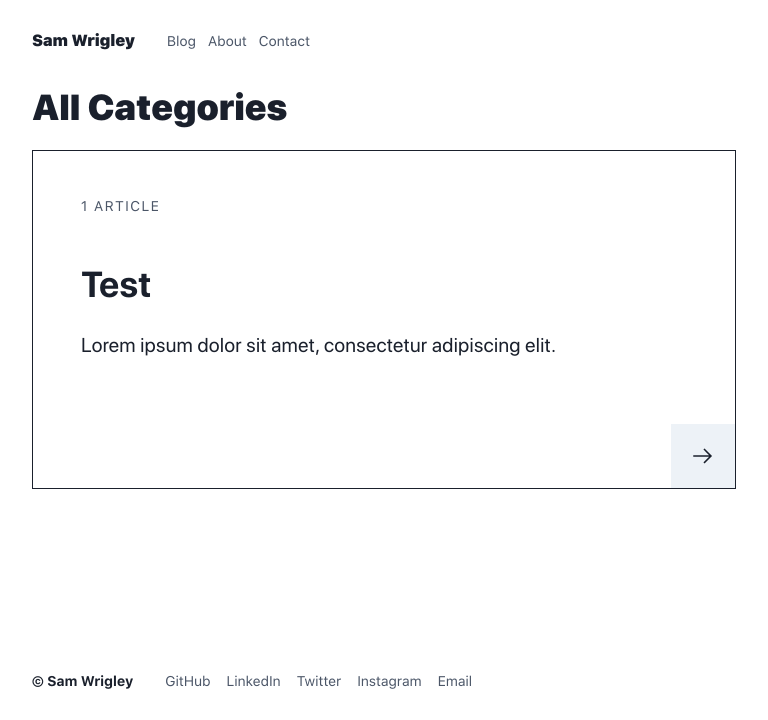 Sam Wrigley Blog About Contact
All Categories
1 ARTICLE
Test
Lorem ipsum dolor sit amet, consectetur adipiscing elit.
© Sam Wrigley GitHub LinkedIn Twitter Instagram Email